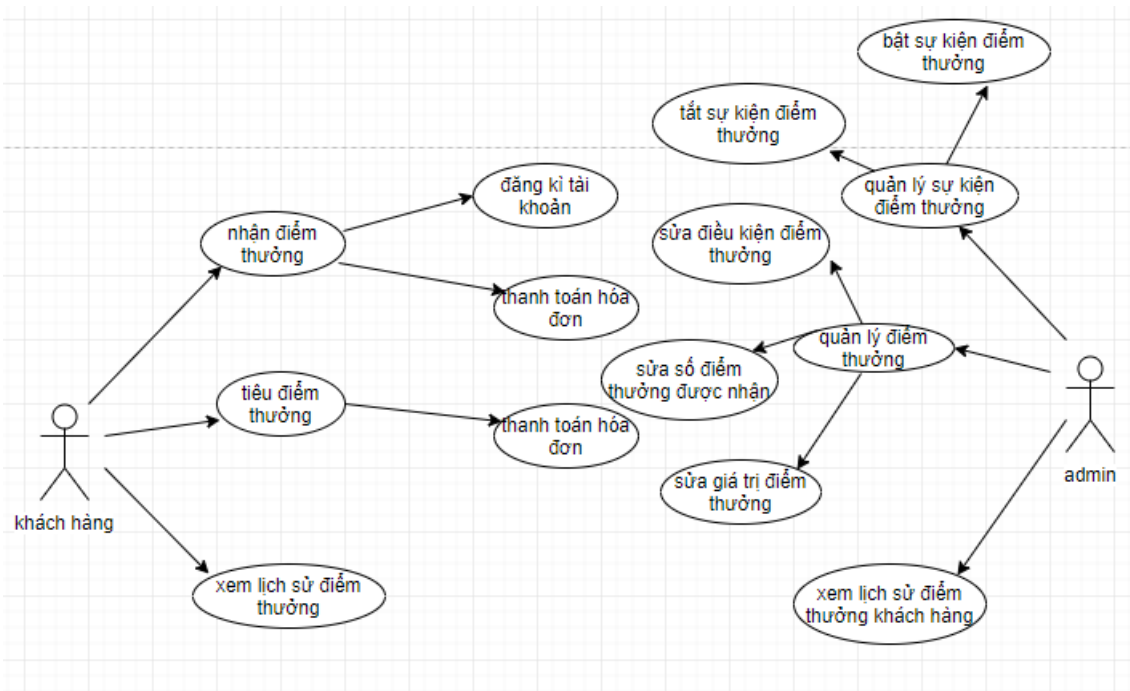 bật sự kiện điểm
thưởng
tắt sự kiện điểm
thưởng
đăng kì tài
khoản
quản lý sự kiện
điểm thưởng
nhận điểm
thưởng
sửa điều kiện điểm
thưởng
thanh toán hóa
đơn
quản lý điểm
thưởng
sửa số điểm
thưởng được nhận
tiêu điểm
thưởng
thanh toán hóa
đơn
admin
sửa giá trị điểm
thưởng
khách hàng
xem lịch sử điểm
thưởng
xem lịch sử điểm
thưởng khách hàng